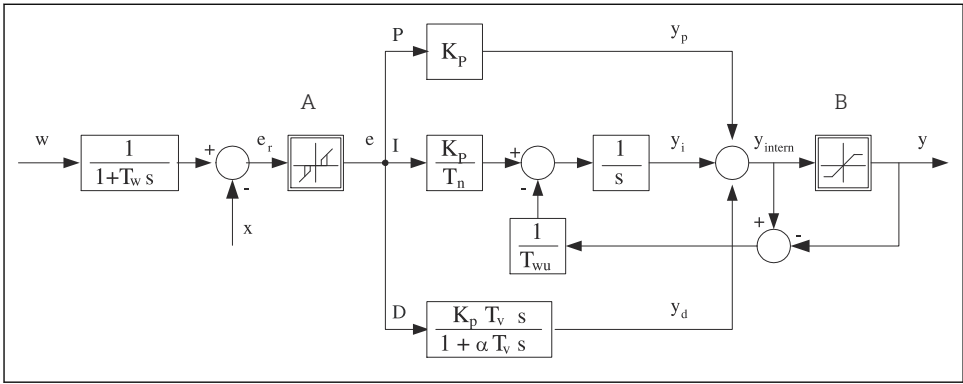 P
K_P
y_p
A
B
w
1
1+T_w s
+
-
x
e_r
e
I
K_P
T_n
+
-
1
s
y_i
y_intern
y
1
T_wu
+
-
D
K_p T_v s
1 + α T_v s
y_d